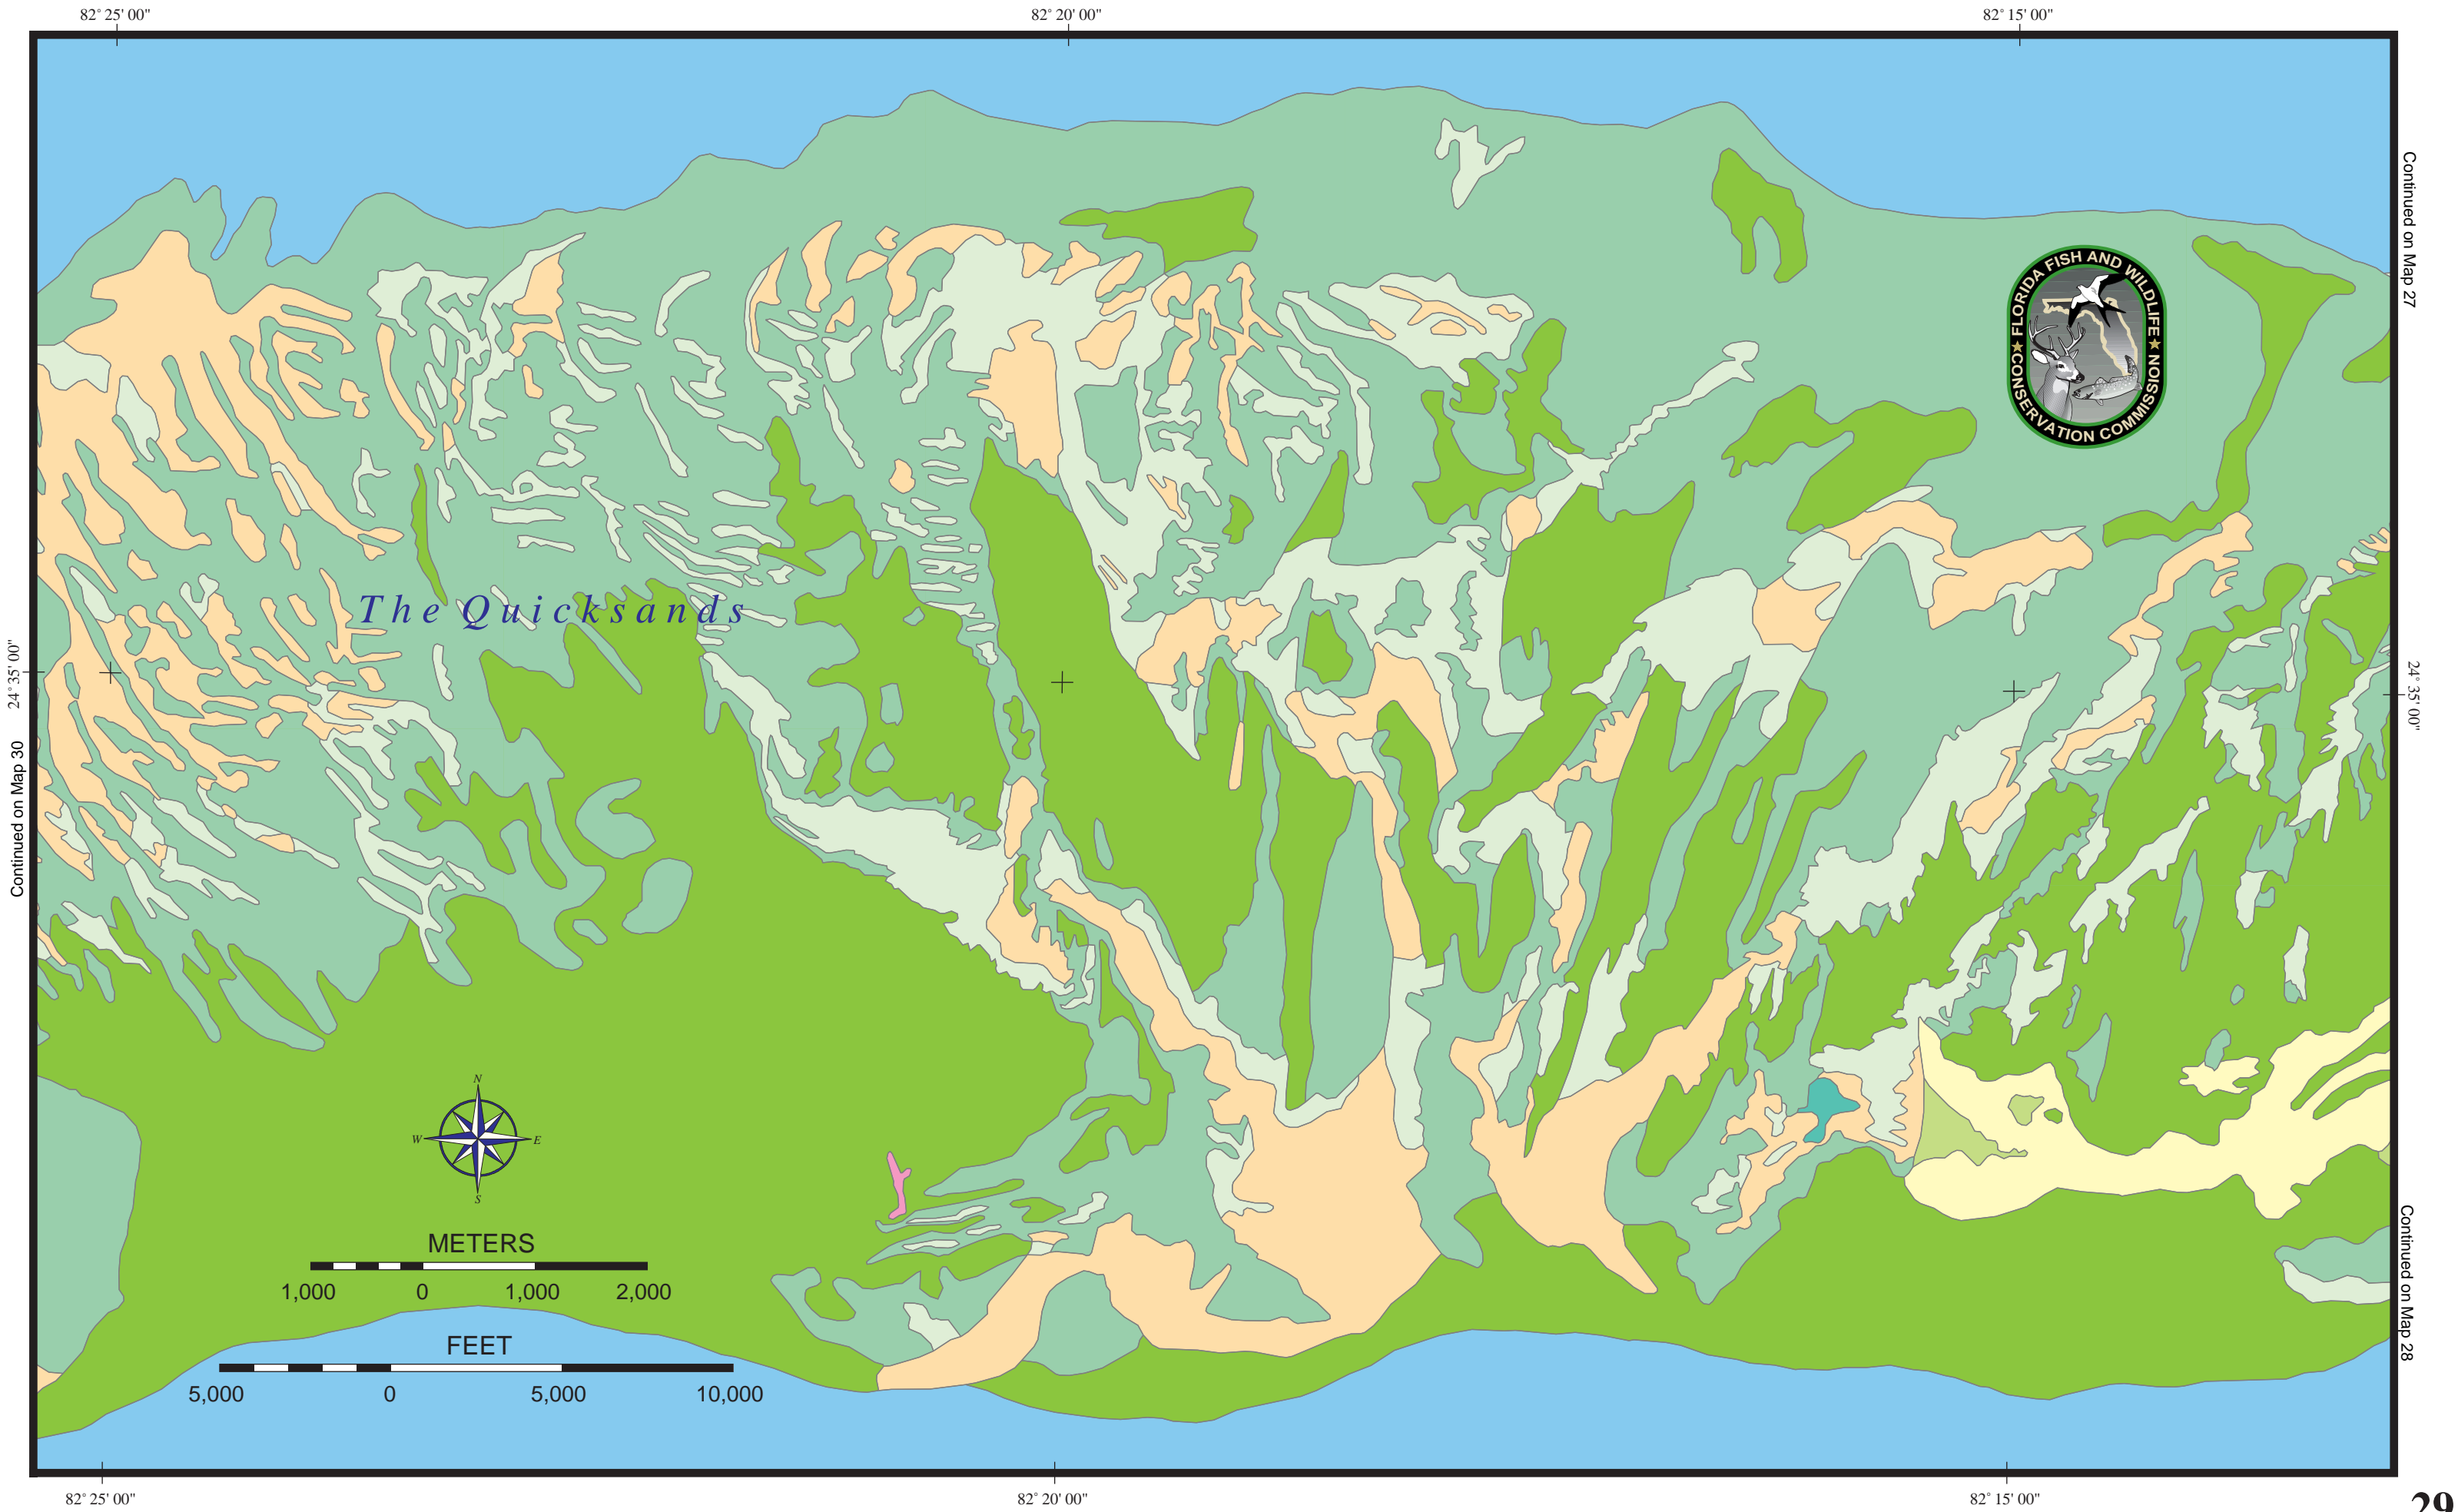 82° 25' 00"
82° 20' 00"
82° 15' 00"
Continued on Map 27
FLORIDA FISH AND WILDLIFE
CONSERVATION COMMISSION
The Quicksands
24° 35' 00"
24° 35' 00"
Continued on Map 30
N
W
E
S
METERS
1,000
0
1,000
2,000
FEET
5,000
0
5,000
10,000
Continued on Map 28
82° 25' 00"
82° 20' 00"
82° 15' 00"
29